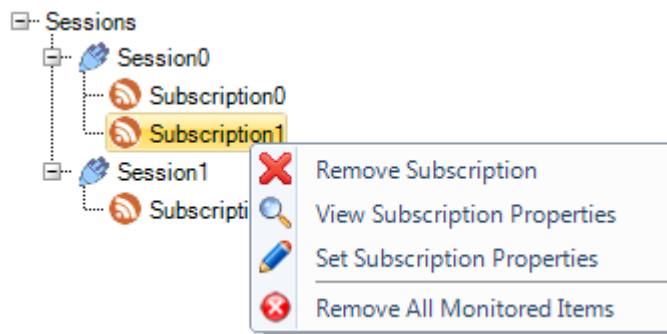 Sessions
Session0
Subscription0
Subscription1
Session1
Remove Subscription
View Subscription Properties
Set Subscription Properties
Remove All Monitored Items